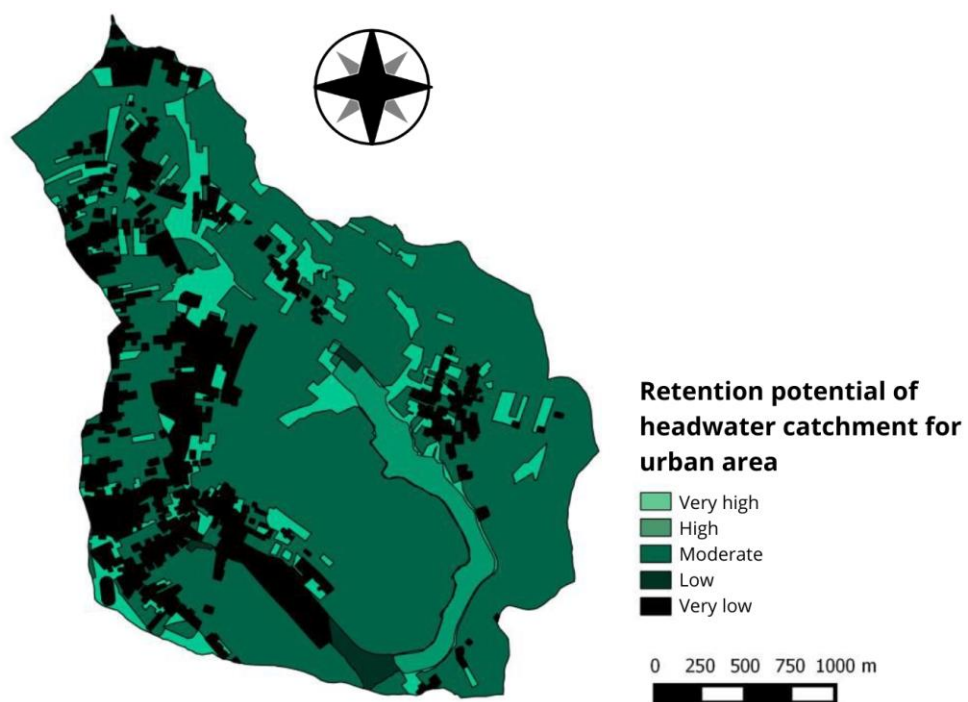 Retention potential of
headwater catchment for
urban area
Very high
High
Moderate
Low
Very low
0 250 500 750 1000 m